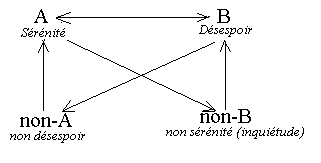 A B
Sérénité Désespoir
non-A non-B
non désespoir non sérénité (inquiétude)